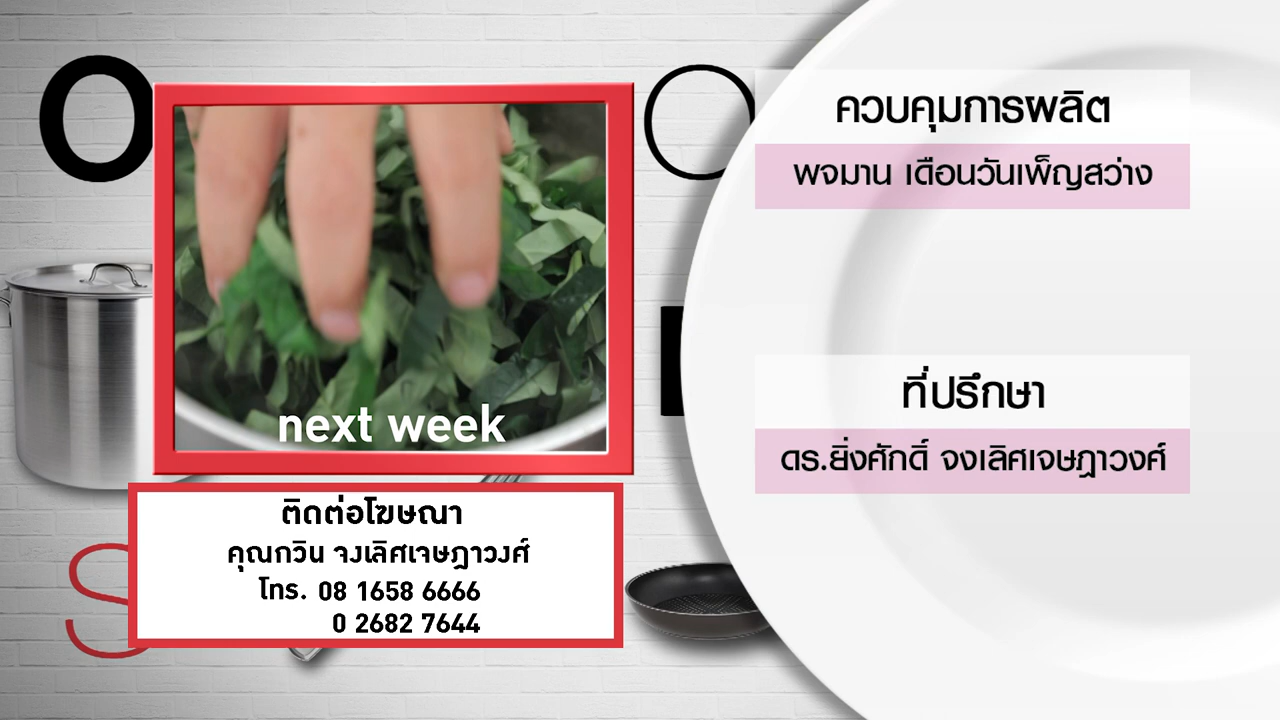 next week
ติดต่อโฆษณา
คุณกวิน จงเลิศเจษฎาวงศ์
โทร. 08 1658 6666
0 2682 7644
ควบคุมการผลิต
พจมาน เดือนวันเพ็ญสว่าง
ที่ปรึกษา
ดร.ยิ่งศักดิ์ จงเลิศเจษฎาวงศ์